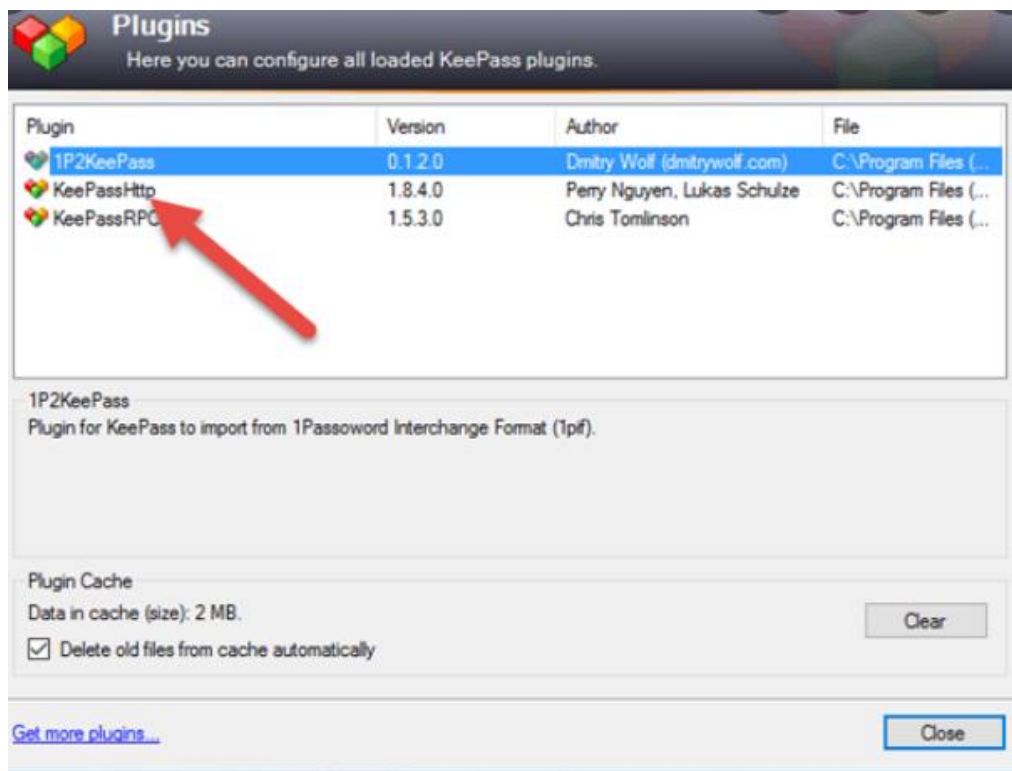 Plugins
Here you can configure all loaded KeePass plugins.
Plugin Version Author File
1P2KeePass 0.1.2.0 Dmitry Wolf (dmitrywolf.com) C:\Program Files (...
KeePassHttp 1.8.4.0 Perry Nguyen, Lukas Schulze C:\Program Files (...
KeePassRPC 1.5.3.0 Chris Tomlinson C:\Program Files (...
1P2KeePass
Plugin for KeePass to import from 1Passoword Interchange Format (1pif).
Plugin Cache
Data in cache (size): 2 MB.
Clear
Delete old files from cache automatically
Get more plugins...
Close